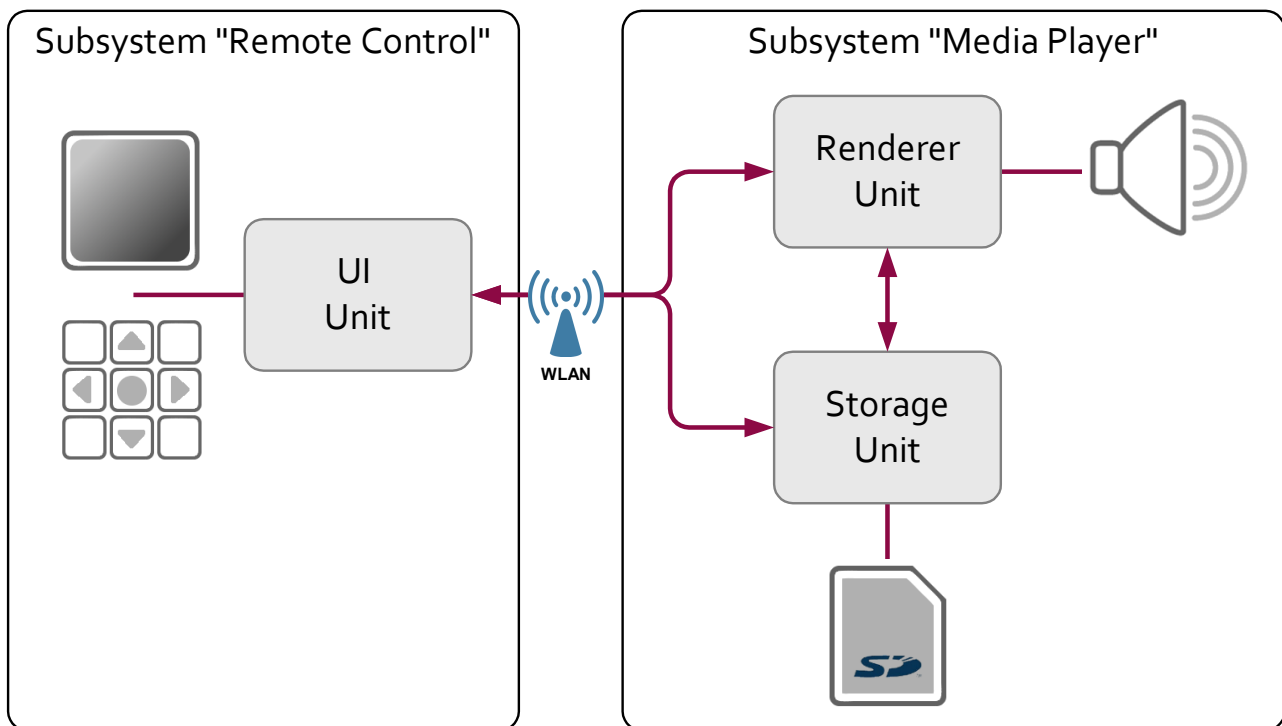 Subsystem "Remote Control"
Subsystem "Media Player"
Renderer
Unit
UI
Unit
WLAN
Storage
Unit
SD